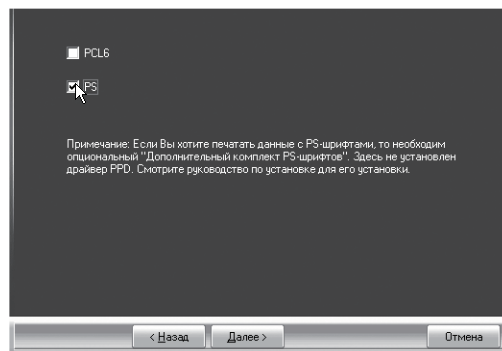 PCL6
PS
Примечание: Если Вы хотите печатать данные с PS-шрифтами, то необходим
опциональный "Дополнительный комплект PS-шрифтов". Здесь не установлен
драйвер PPD. Смотрите руководство по установке для его установки.
< Назад Далее > Отмена